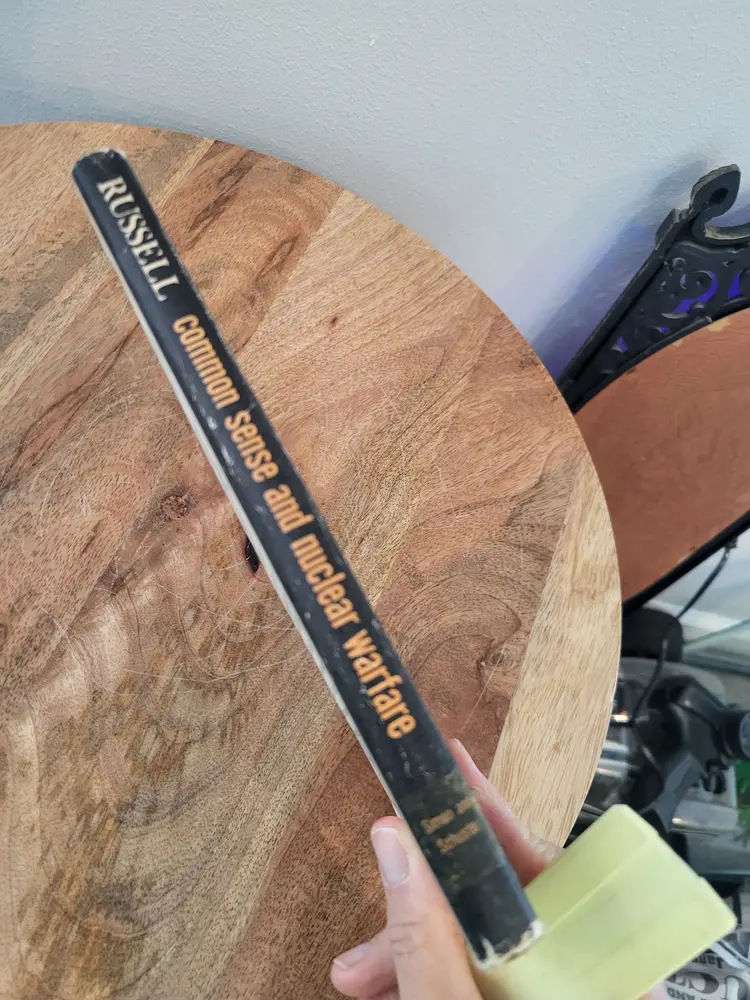 RUSSELL
common sense and nuclear warfare
Simon and
Schuster